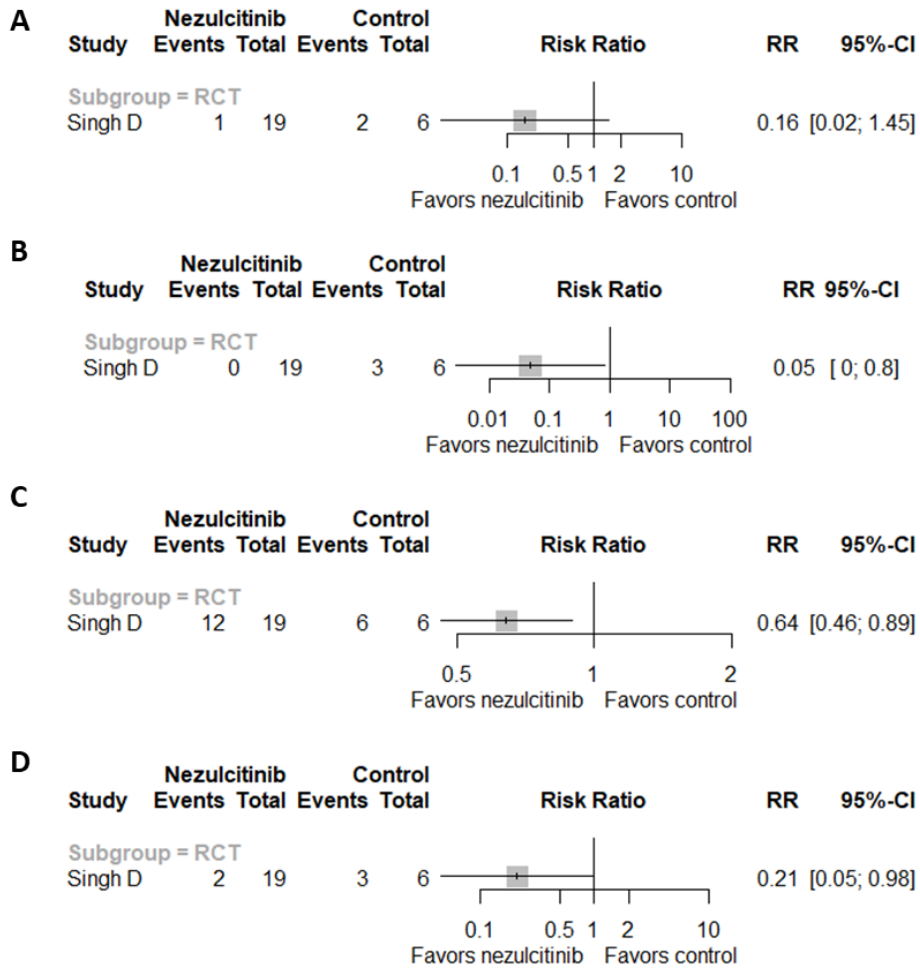 A
Nezulcitinib Control
Study Events Total Events Total Risk Ratio RR 95%-CI
Subgroup = RCT
Singh D 1 19 2 6 0.16 [0.02; 1.45]
0.1 0.5 1 2 10
Favors nezulcitinib Favors control
B
Nezulcitinib Control
Study Events Total Events Total Risk Ratio RR 95%-CI
Subgroup = RCT
Singh D 0 19 3 6 0.05 [ 0; 0.8]
0.01 0.1 1 10 100
Favors nezulcitinib Favors control
C
Nezulcitinib Control
Study Events Total Events Total Risk Ratio RR 95%-CI
Subgroup = RCT
Singh D 12 19 6 6 0.64 [0.46; 0.89]
0.5 1 2
Favors nezulcitinib Favors control
D
Nezulcitinib Control
Study Events Total Events Total Risk Ratio RR 95%-CI
Subgroup = RCT
Singh D 2 19 3 6 0.21 [0.05; 0.98]
0.1 0.5 1 2 10
Favors nezulcitinib Favors control